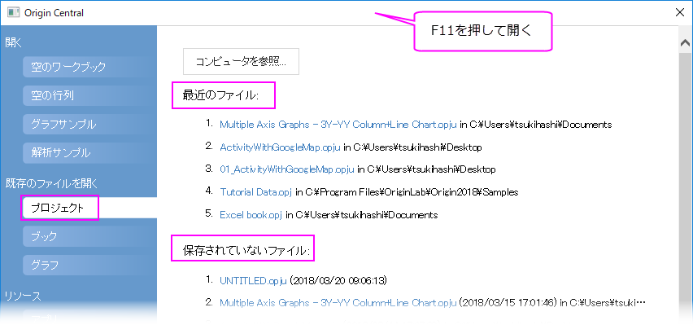 Origin Central
F11を押して開く
開く
空のワークブック
空の行列
グラフサンプル
解析サンプル
既存のファイルを開く
プロジェクト
ブック
グラフ
リソース
コンピュータを参照...
最近のファイル:
1. Multiple Axis Graphs - 3Y-YY Column+Line Chart.opju in C:¥Users¥tsukihashi¥Documents
2. ActivityWithGoogleMap.opju in C:¥Users¥tsukihashi¥Desktop
3. 01_ActivityWithGoogleMap.opju in C:¥Users¥tsukihashi¥Desktop
4. Tutorial Data.opj in C:¥Program Files¥OriginLab¥Origin2018¥Samples
5. Excel book.opj in C:¥Users¥tsukihashi¥Documents
保存されていないファイル:
1. UNTITLED.opju (2018/03/20 09:06:13)
2. Multiple Axis Graphs - 3Y-YY Column+Line Chart.opju (2018/03/15 17:01:46) in C:¥Users¥tsuki…